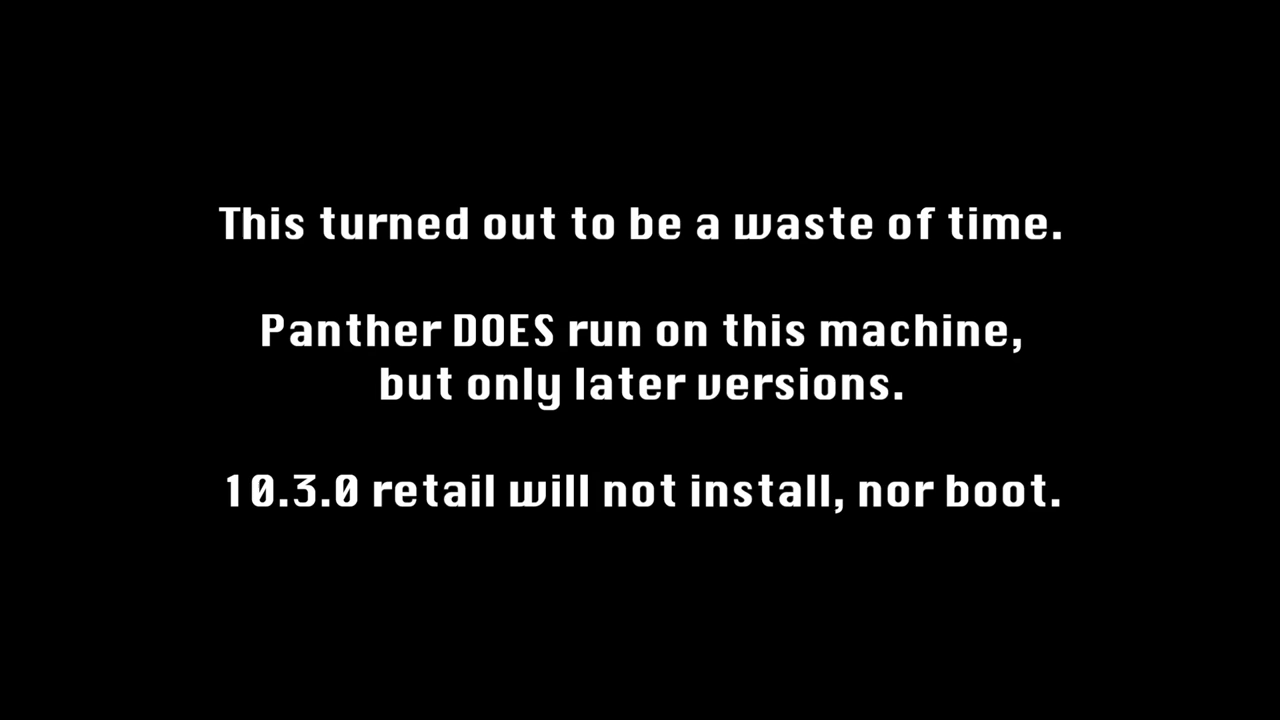 This turned out to be a waste of time.
Panther DOES run on this machine,
but only later versions.
10.3.0 retail will not install, nor boot.